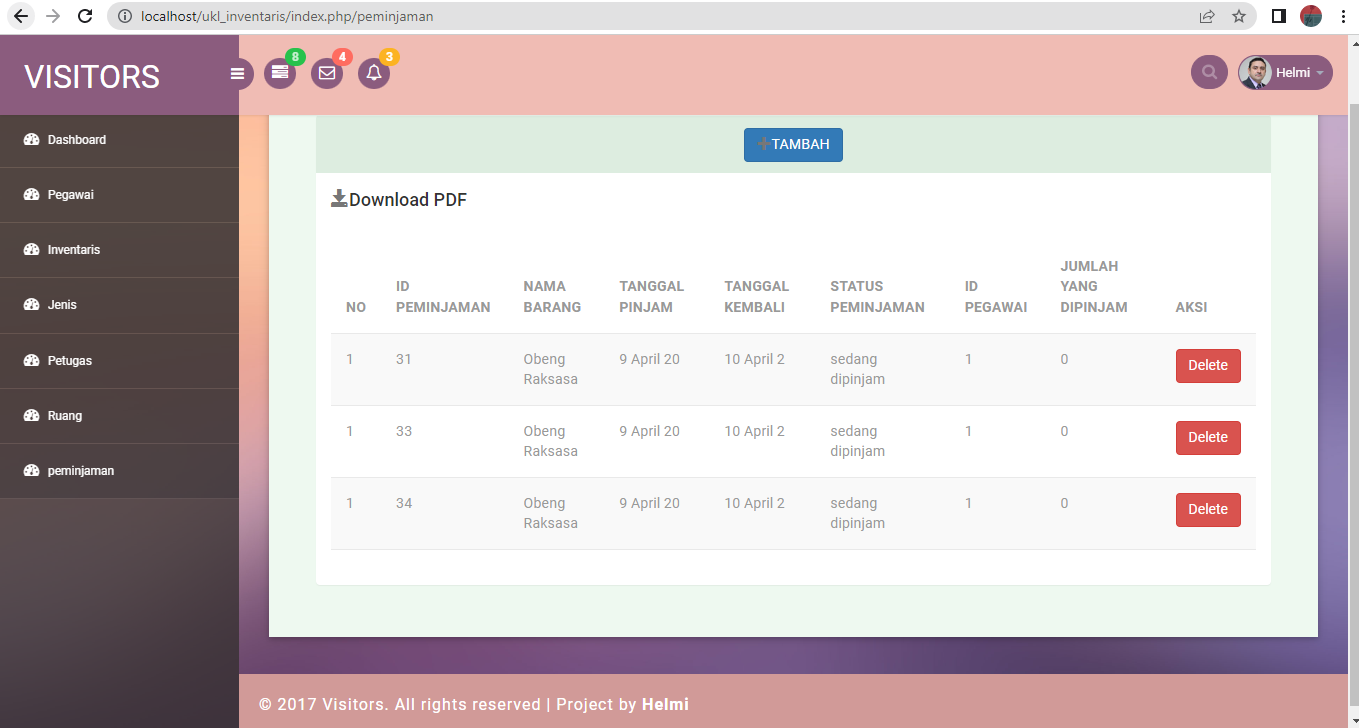 localhost/ukl_inventaris/index.php/peminjaman
VISITORS
8
4
3
Helmi
Dashboard
Pegawai
Inventaris
Jenis
Petugas
Ruang
peminjaman
TAMBAH
Download PDF
NO
ID
PEMINJAMAN
NAMA
BARANG
TANGGAL
PINJAM
TANGGAL
KEMBALI
STATUS
PEMINJAMAN
ID
PEGAWAI
JUMLAH
YANG
DIPINJAM
AKSI
1
31
Obeng
Raksasa
9 April 20
10 April 2
sedang
dipinjam
1
0
Delete
1
33
Obeng
Raksasa
9 April 20
10 April 2
sedang
dipinjam
1
0
Delete
1
34
Obeng
Raksasa
9 April 20
10 April 2
sedang
dipinjam
1
0
Delete
© 2017 Visitors. All rights reserved | Project by Helmi